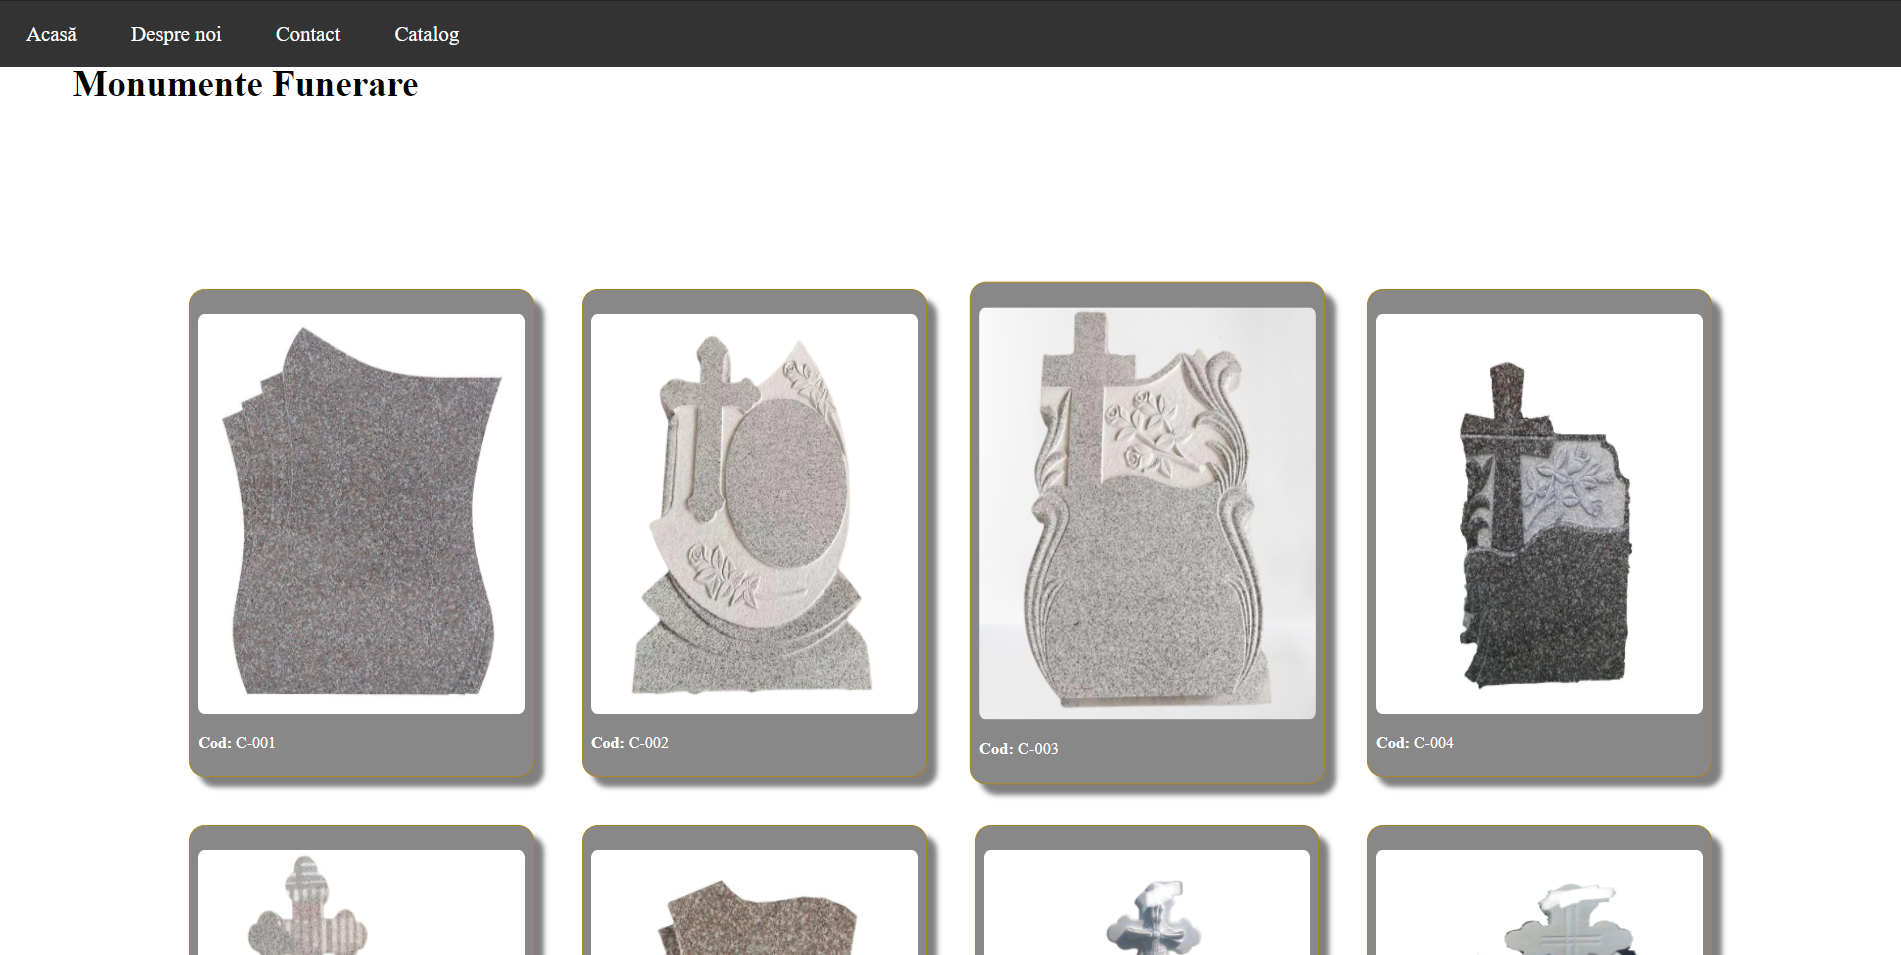 Acasă Despre noi Contact Catalog
Monumente Funerare
Cod: C-001
Cod: C-002
Cod: C-003
Cod: C-004